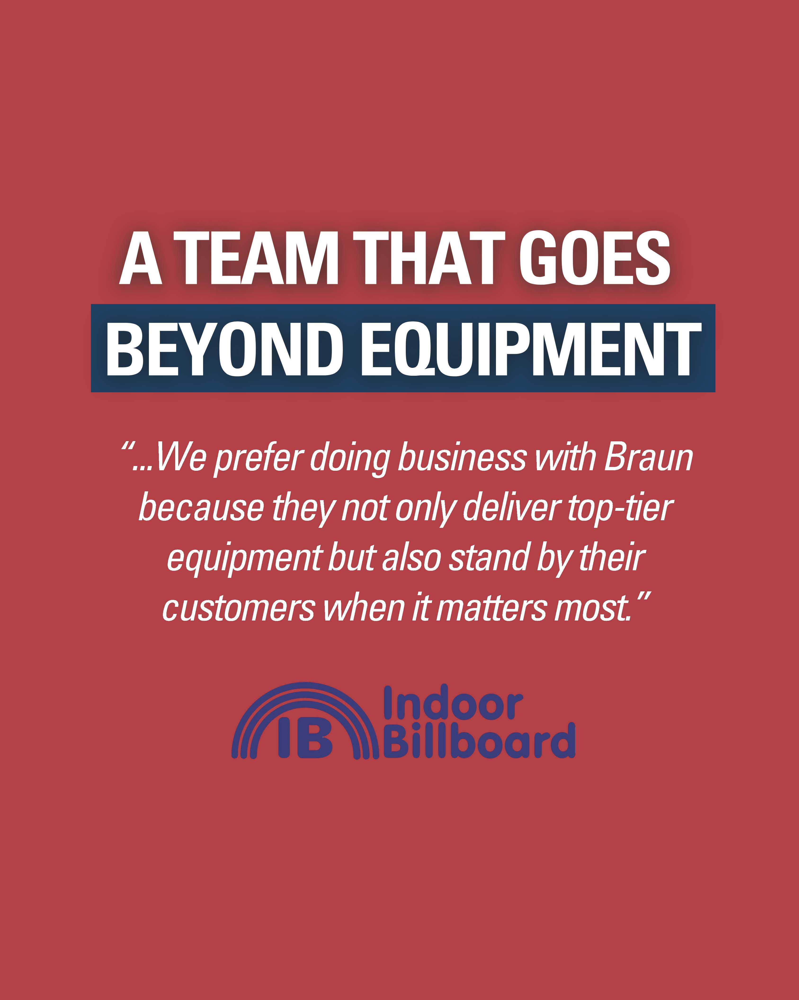 A TEAM THAT GOES
BEYOND EQUIPMENT
“...We prefer doing business with Braun
because they not only deliver top-tier
equipment but also stand by their
customers when it matters most.”
IB
Indoor
Billboard